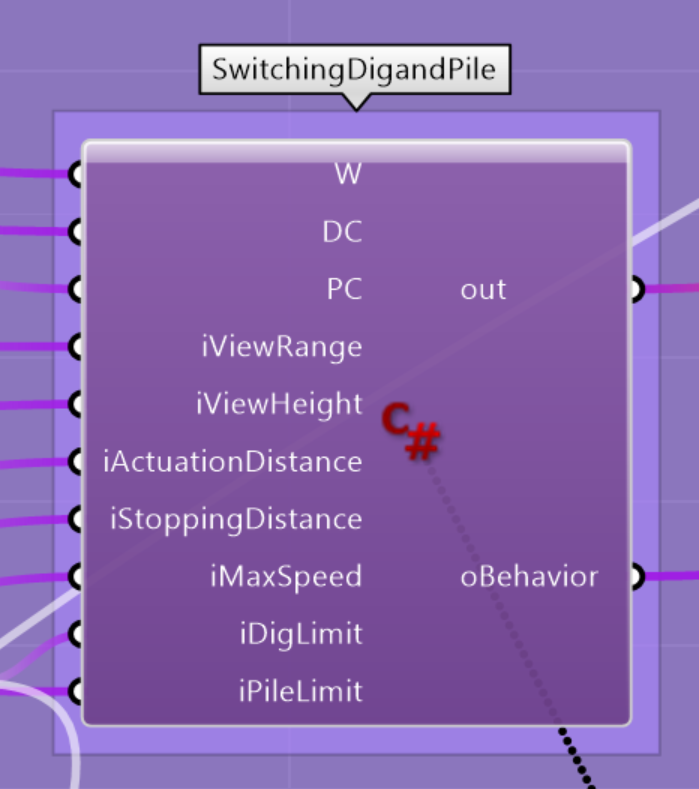 SwitchingDigandPile
W
DC
PC
out
iViewRange
iViewHeight
C#
iActuationDistance
iStoppingDistance
iMaxSpeed
oBehavior
iDigLimit
iPileLimit